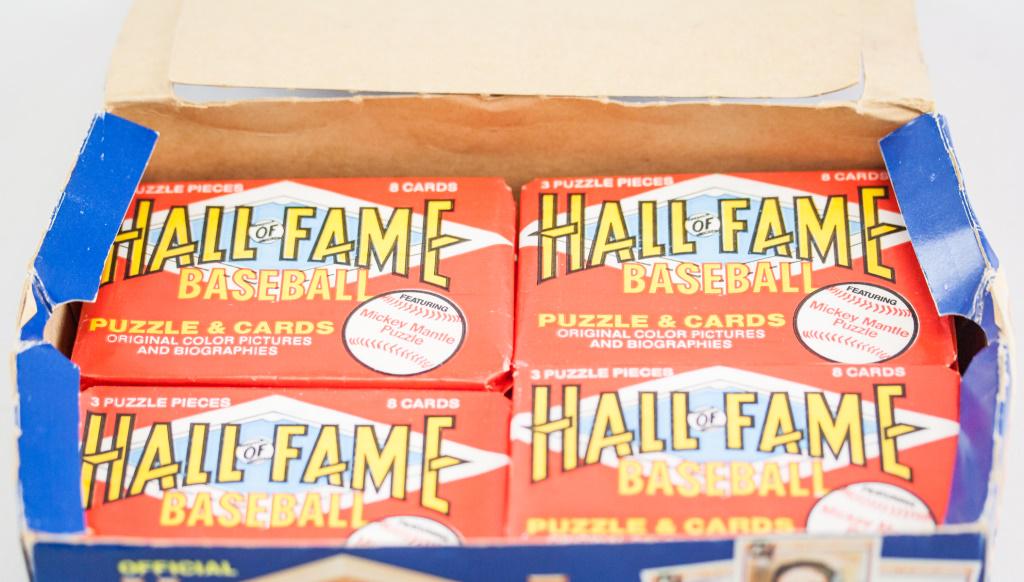 PUZZLE PIECES 8 CARDS
HALL OF FAME
BASEBALL
PUZZLE & CARDS
ORIGINAL COLOR PICTURES
AND BIOGRAPHIES
FEATURING
Mickey Mantle
Puzzle
3 PUZZLE PIECES 8 CARDS
HALL OF FAME
BASEBALL
PUZZLE & CARDS
ORIGINAL COLOR PICTURES
AND BIOGRAPHIES
FEATURING
Mickey Mantle
Puzzle
3 PUZZLE PIECES 8 CARDS
HALL OF FAME
BASEBALL
3 PUZZLE PIECES 8 CARDS
HALL OF FAME
BASEBALL
PUZZLE & CARDS
FEATURING
Mickey
OFFICIAL